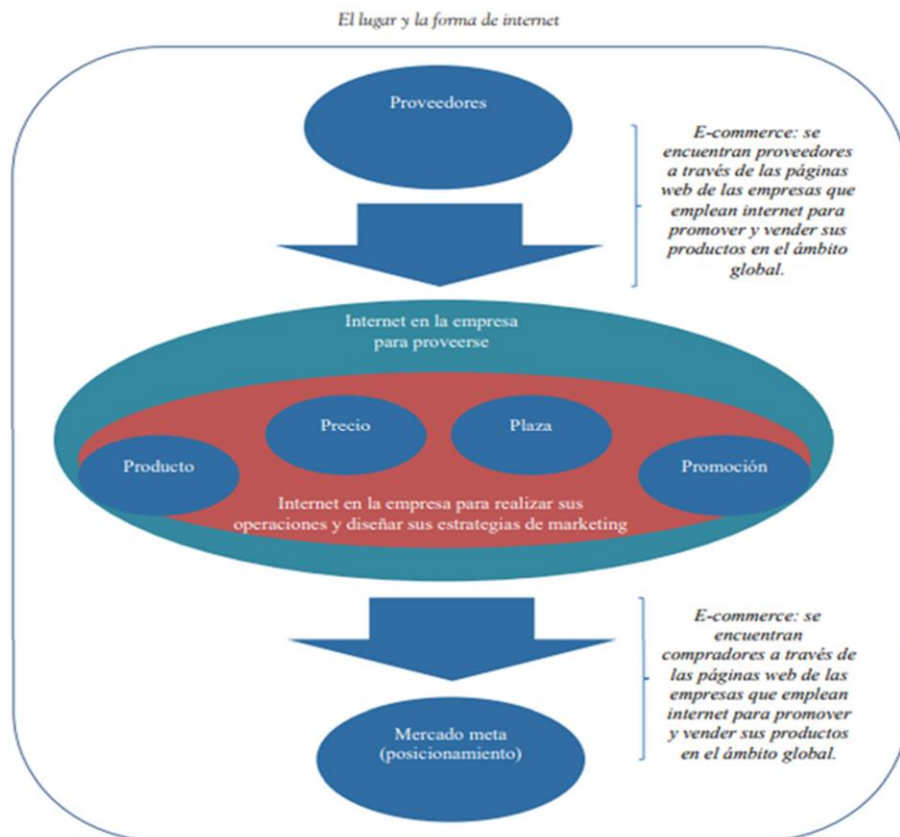 El lugar y la forma de internet
Proveedores
E-commerce: se
encuentran proveedores
a través de las páginas
web de las empresas que
emplean internet para
promover y vender sus
productos en el ámbito
global.
Internet en la empresa
para proveerse
Precio
Plaza
Producto
Promoción
Internet en la empresa para realizar sus
operaciones y diseñar sus estrategias de marketing
E-commerce: se
encuentran
compradores a través de
las páginas web de las
empresas que emplean
internet para promover
y vender sus productos
en el ámbito global.
Mercado meta
(posicionamiento)